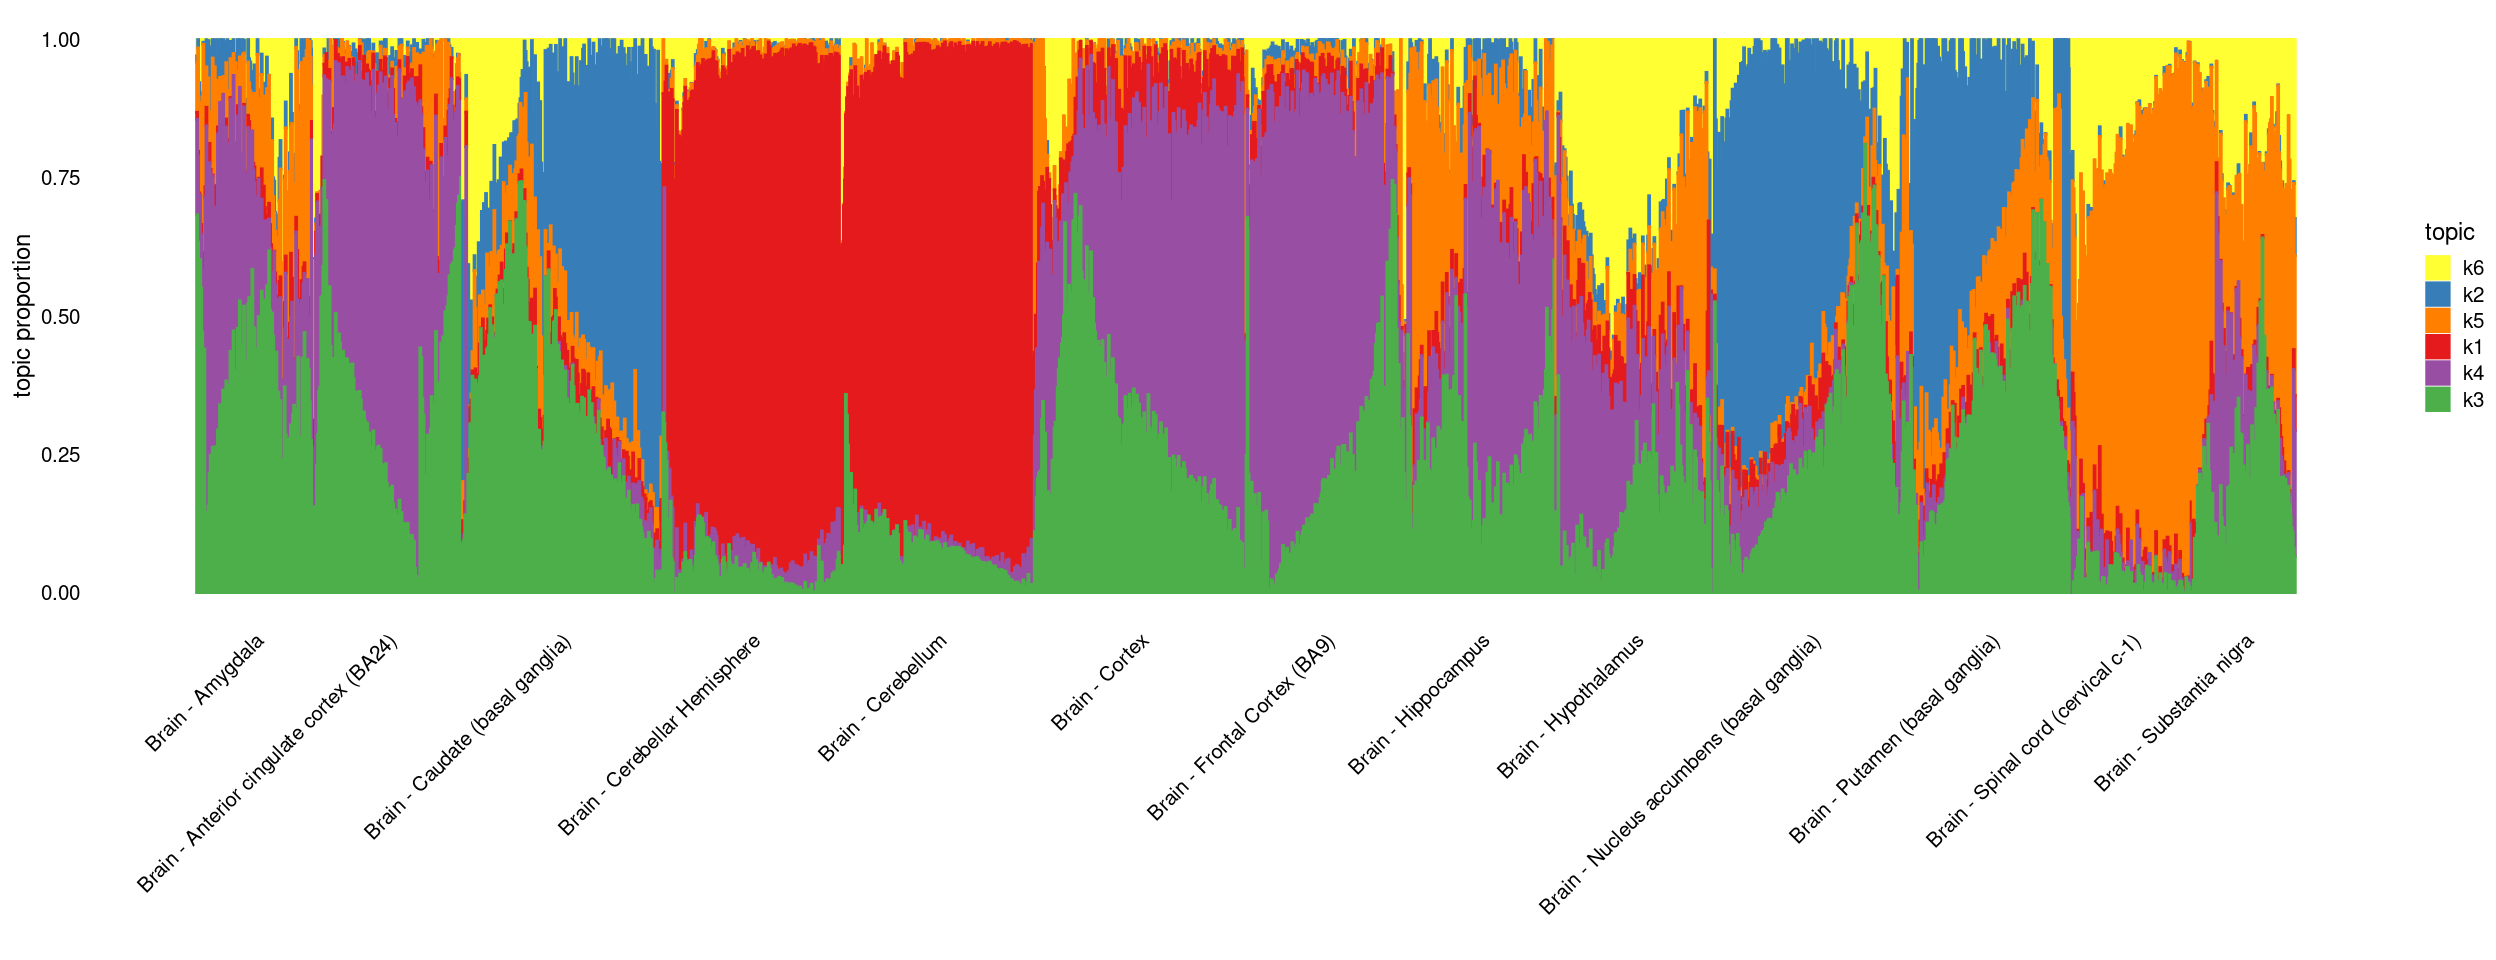 1.00
0.75
0.50
0.25
0.00
topic proportion
Brain - Amygdala
Brain - Anterior cingulate cortex (BA24)
Brain - Caudate (basal ganglia)
Brain - Cerebellar Hemisphere
Brain - Cerebellum
Brain - Cortex
Brain - Frontal Cortex (BA9)
Brain - Hippocampus
Brain - Hypothalamus
Brain - Nucleus accumbens (basal ganglia)
Brain - Putamen (basal ganglia)
Brain - Spinal cord (cervical c-1)
Brain - Substantia nigra
topic
k6
k2
k5
k1
k4
k3